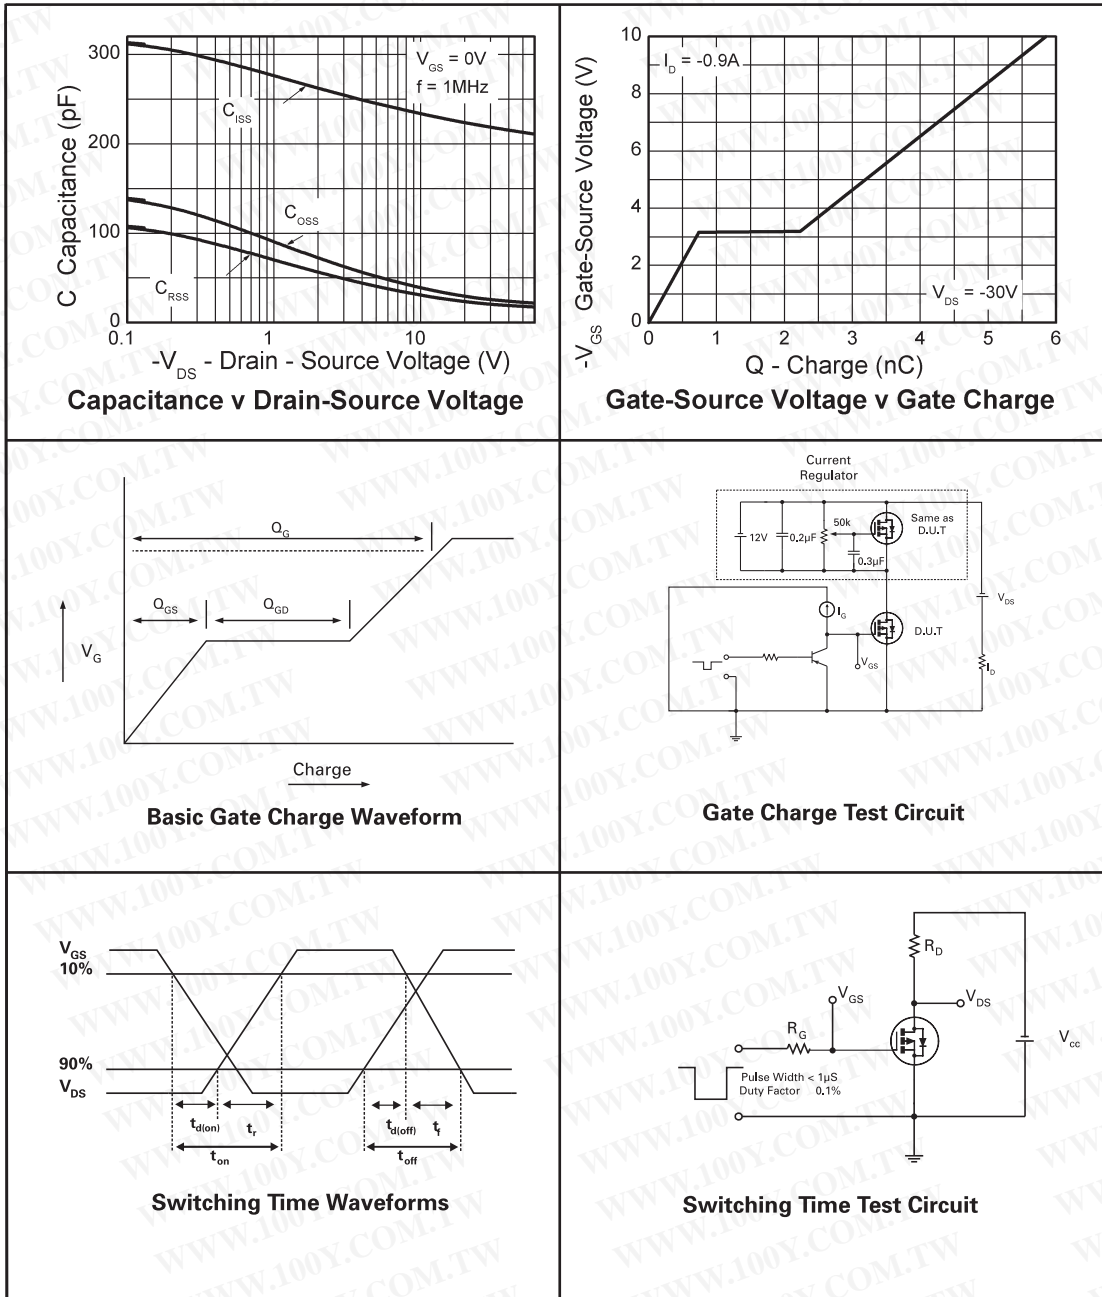 300
200
100
0
0.1
1
10
C Capacitance (pF)
V_GS = 0V
f = 1MHz
C_ISS
C_OSS
C_RSS
-V_DS - Drain - Source Voltage (V)
Capacitance v Drain-Source Voltage
10
8
6
4
2
0
0
1
2
3
4
5
6
-V_GS Gate-Source Voltage (V)
I_D = -0.9A
V_DS = -30V
Q - Charge (nC)
Gate-Source Voltage v Gate Charge
Q_G
Q_GS
Q_GD
V_G
Charge
Basic Gate Charge Waveform
Current
Regulator
12V
0.2µF
50k
0.3µF
Same as
D.U.T
I_G
D.U.T
V_GS
V_DS
I_D
Gate Charge Test Circuit
V_GS
10%
90%
V_DS
t_d(on)
t_r
t_on
t_d(off)
t_f
t_off
Switching Time Waveforms
R_D
V_GS
V_DS
R_G
V_cc
Pulse Width < 1µS
Duty Factor 0.1%
Switching Time Test Circuit
WWW.100Y.COM.TW